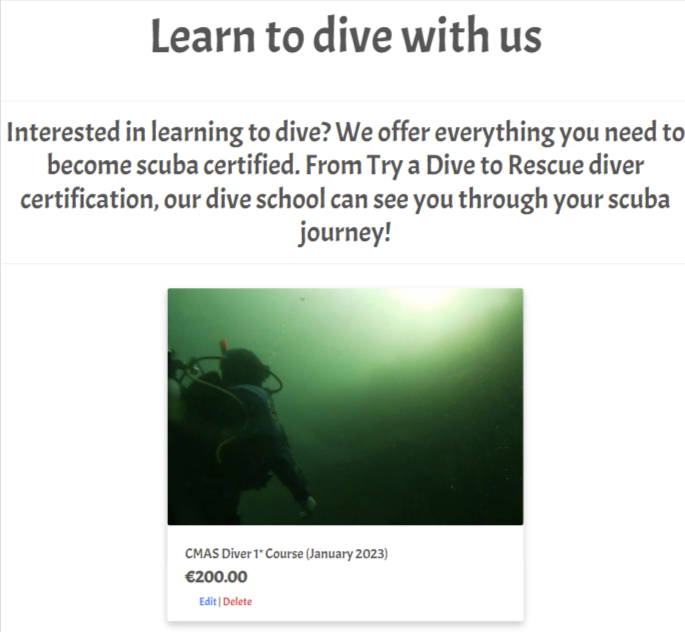 Learn to dive with us
Interested in learning to dive? We offer everything you need to
become scuba certified. From Try a Dive to Rescue diver
certification, our dive school can see you through your scuba
journey!
CMAS Diver 1* Course (January 2023)
€200.00
Edit | Delete